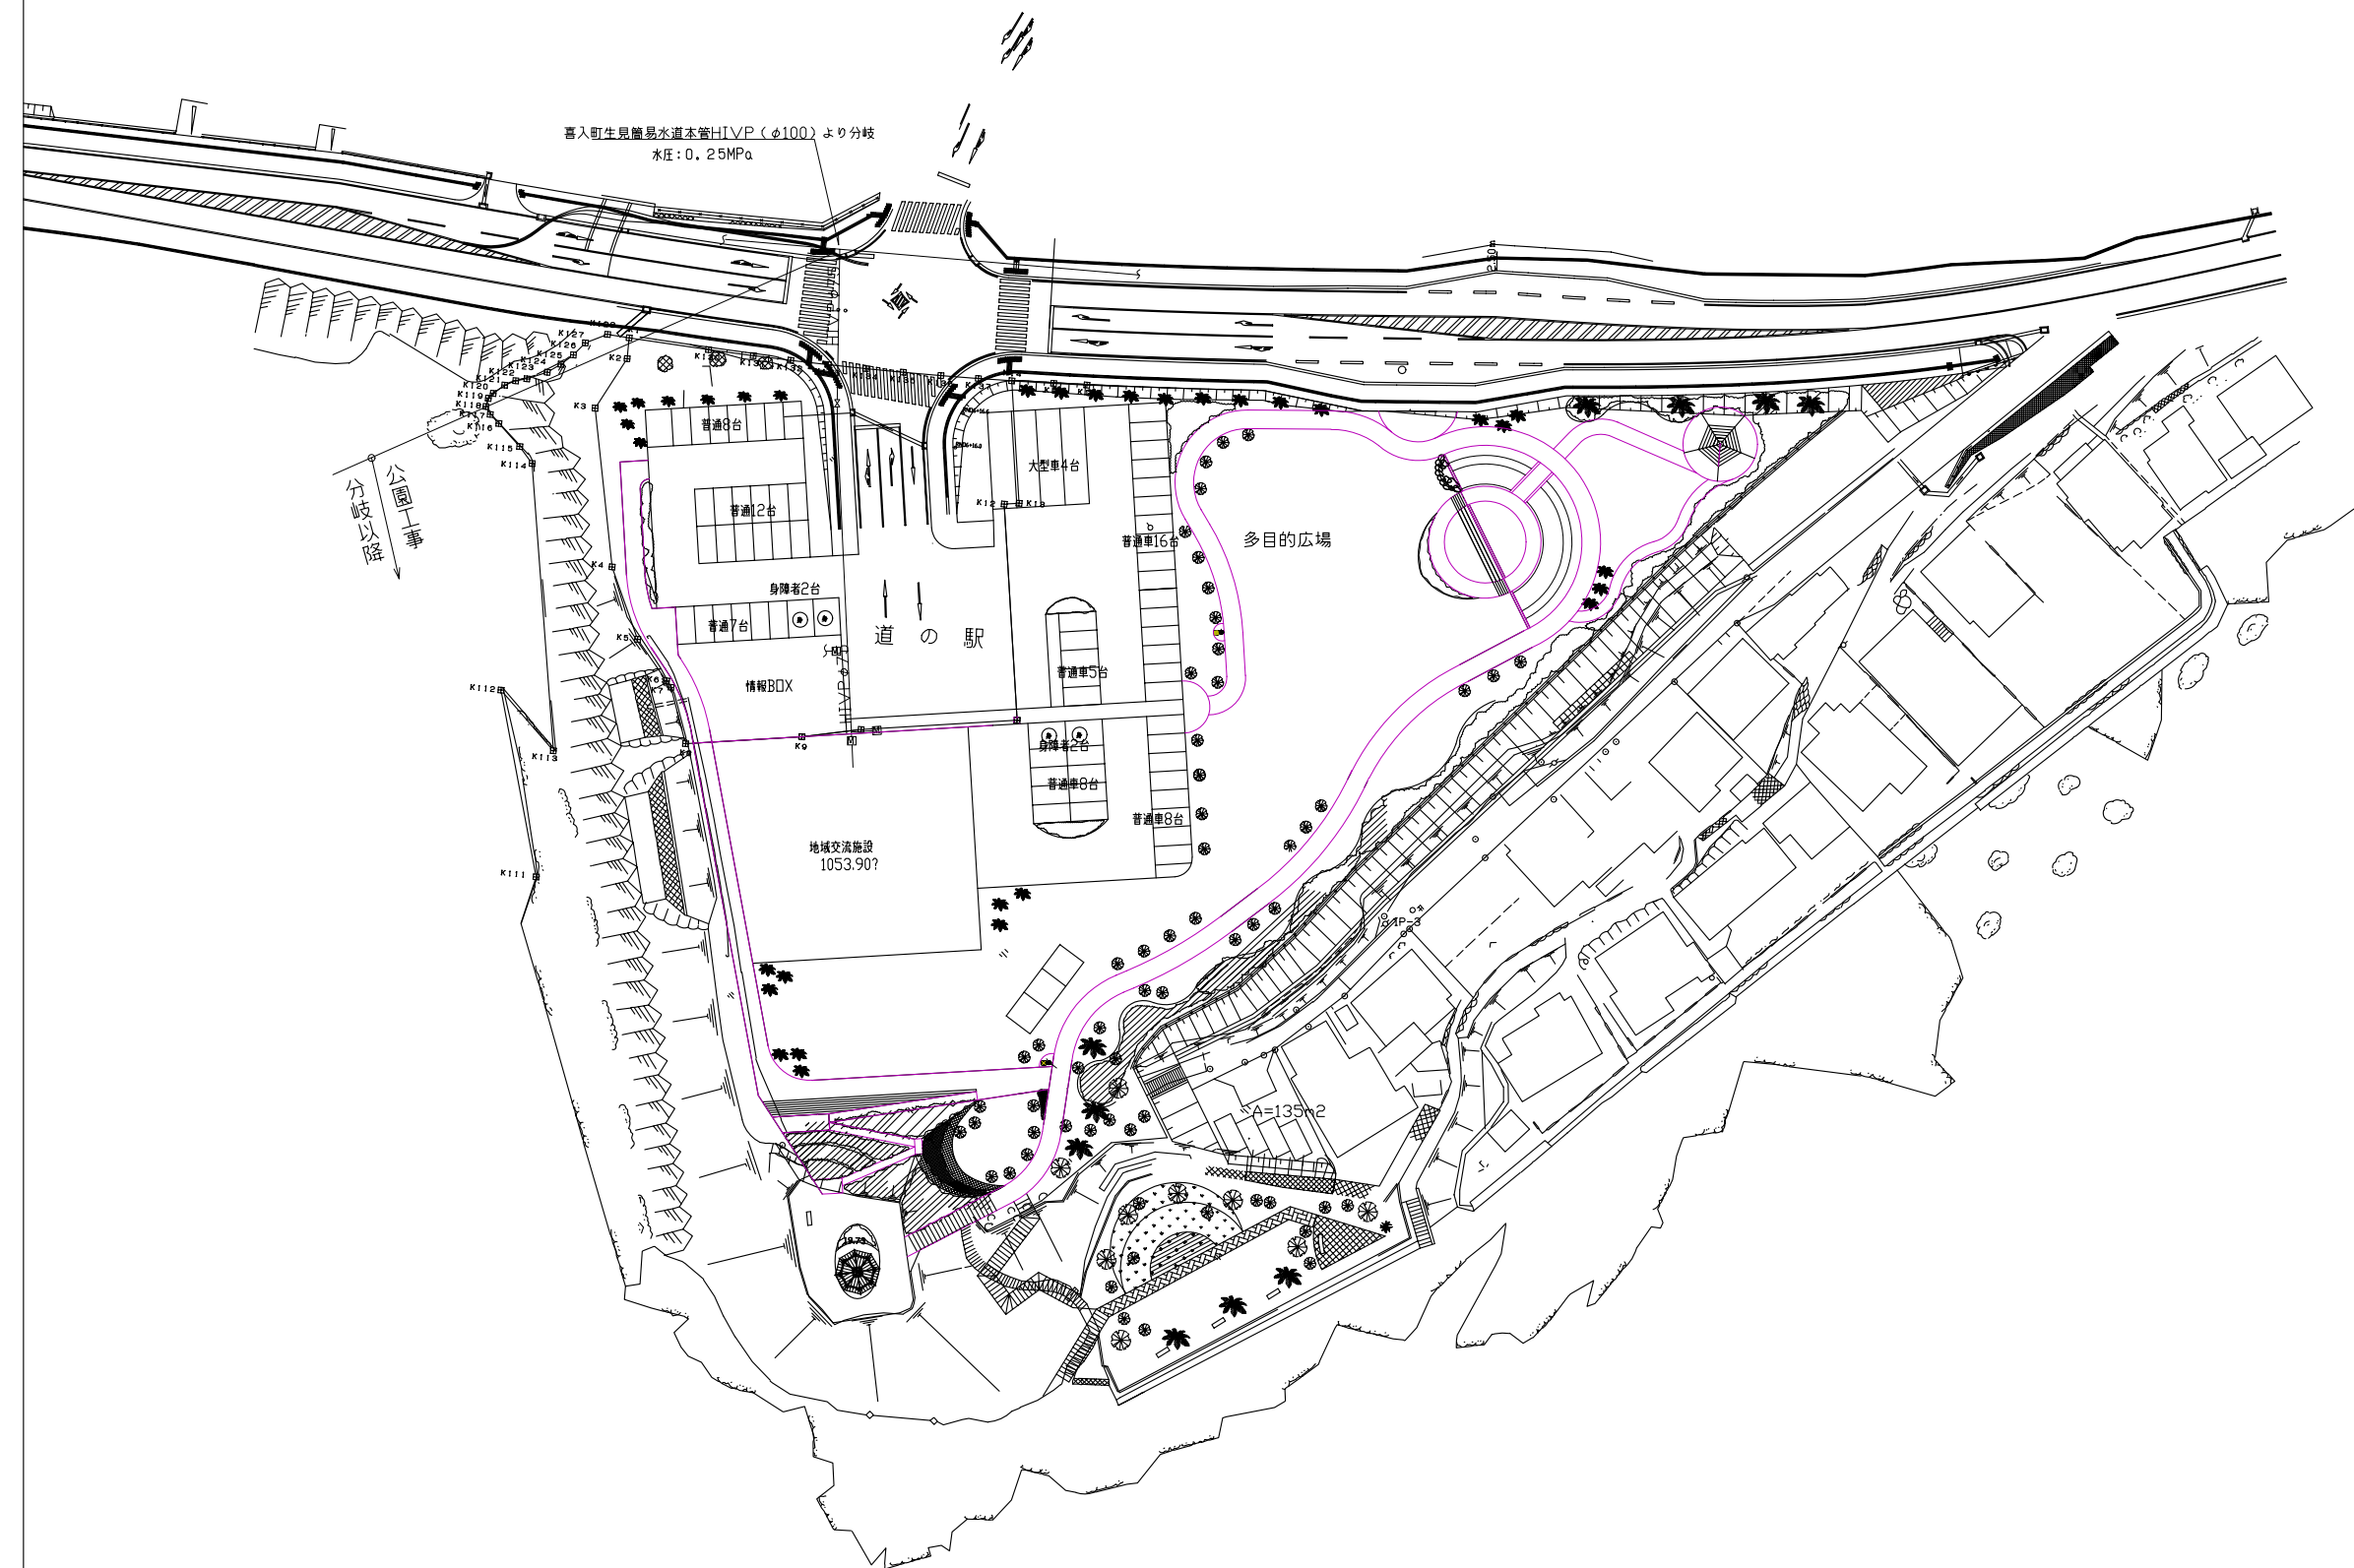 喜入町生見簡易水道本管HIVP（φ100）より分岐
水圧：0.25MPa
2.50m
K127
K126
K125
K124
K123
K122
K121
K120
K119
K118
K117
K116
K115
K114
K2
K3
K4
K5
K6
K7
K9
K12
K13
K112
K113
K111
公園工事
分岐以降
普通8台
普通12台
大型車4台
普通車16台
多目的広場
身障者2台
普通7台
道の駅
情報BOX
普通車5台
身障者2台
普通車8台
普通車8台
地域交流施設
1053.90?
IP-3
A=135m2